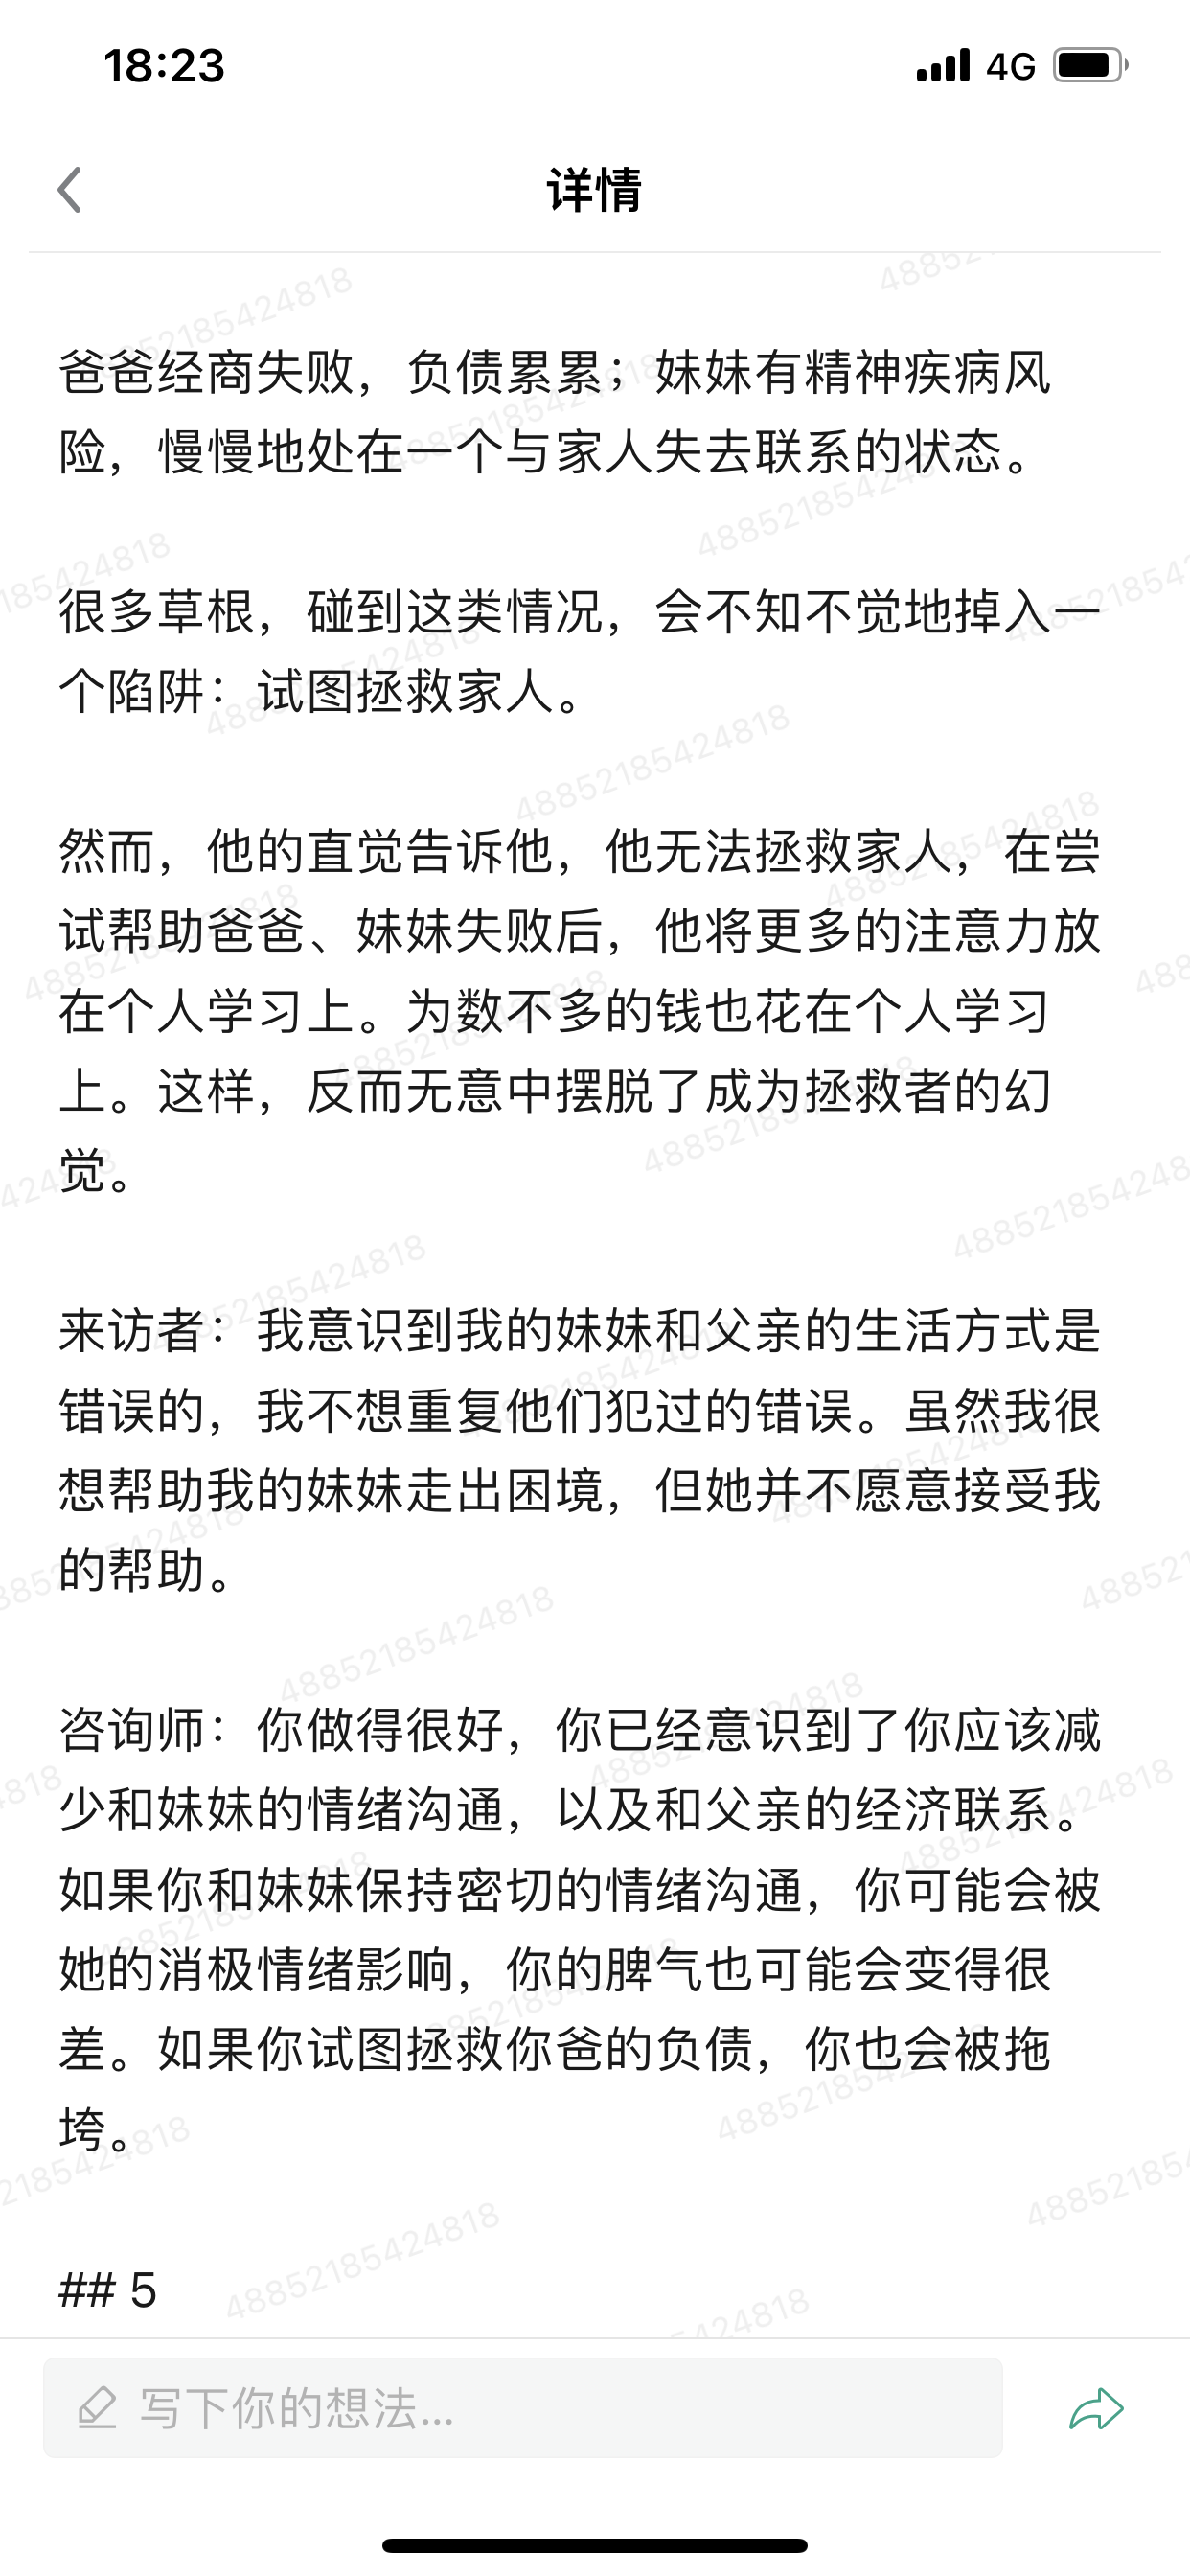 18:23
4G
详情
爸爸经商失败，负债累累；妹妹有精神疾病风
险，慢慢地处在一个与家人失去联系的状态。
很多草根，碰到这类情况，会不知不觉地掉入一
个陷阱：试图拯救家人。
然而，他的直觉告诉他，他无法拯救家人，在尝
试帮助爸爸、妹妹失败后，他将更多的注意力放
在个人学习上。为数不多的钱也花在个人学习
上。这样，反而无意中摆脱了成为拯救者的幻
觉。
来访者：我意识到我的妹妹和父亲的生活方式是
错误的，我不想重复他们犯过的错误。虽然我很
想帮助我的妹妹走出困境，但她并不愿意接受我
的帮助。
咨询师：你做得很好，你已经意识到了你应该减
少和妹妹的情绪沟通，以及和父亲的经济联系。
如果你和妹妹保持密切的情绪沟通，你可能会被
她的消极情绪影响，你的脾气也可能会变得很
差。如果你试图拯救你爸的负债，你也会被拖
垮。
## 5
写下你的想法...
48852185424818